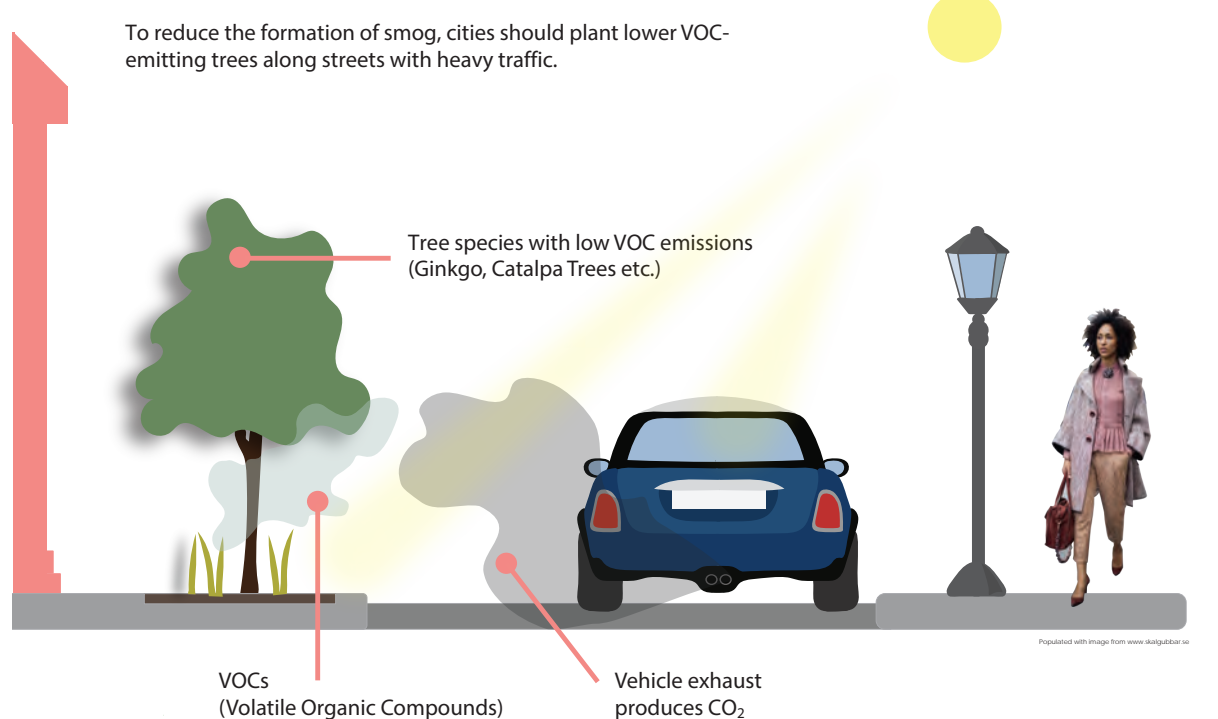 To reduce the formation of smog, cities should plant lower VOC-
emitting trees along streets with heavy traffic.
Tree species with low VOC emissions
(Ginkgo, Catalpa Trees etc.)
Populated with image from www.skalgubbar.se
VOCs
(Volatile Organic Compounds)
Vehicle exhaust
produces CO₂